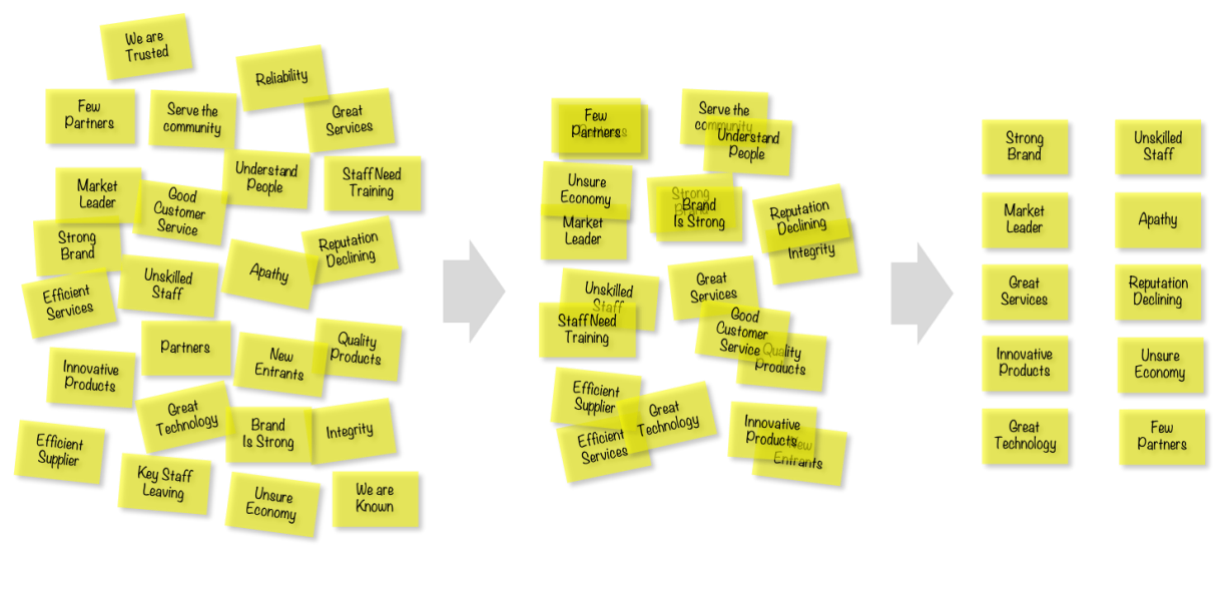 We are
Trusted
Reliability
Few
Partners
Serve the
community
Great
Services
Market
Leader
Good
Customer
Service
Understand
People
Staff Need
Training
Strong
Brand
Unskilled
Staff
Apathy
Reputation
Declining
Efficient
Services
Partners
New
Entrants
Quality
Products
Innovative
Products
Great
Technology
Brand
Is Strong
Integrity
Efficient
Supplier
Key Staff
Leaving
Unsure
Economy
We are
Known
Few
Partners
Serve the
community
Understand
People
Unsure
Economy
Market
Leader
Strong
Brand
Is Strong
Reputation
Declining
Integrity
Unskilled
Staff
Staff Need
Training
Great
Services
Good
Customer
Service
Quality
Products
Efficient
Supplier
Efficient
Services
Great
Technology
Innovative
Products
New
Entrants
Strong
Brand
Unskilled
Staff
Market
Leader
Apathy
Great
Services
Reputation
Declining
Innovative
Products
Unsure
Economy
Great
Technology
Few
Partners